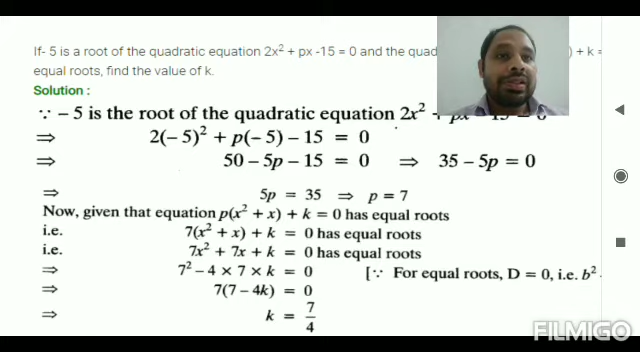 If- 5 is a root of the quadratic equation 2x² + px -15 = 0 and the quad ) + k =
equal roots, find the value of k.
Solution :
∵ − 5 is the root of the quadratic equation 2x² +
⇒ 2(− 5)² + p(− 5) − 15 = 0
⇒ 50 − 5p − 15 = 0 ⇒ 35 − 5p = 0
⇒ 5p = 35 ⇒ p = 7
Now, given that equation p(x² + x) + k = 0 has equal roots
i.e. 7(x² + x) + k = 0 has equal roots
i.e. 7x² + 7x + k = 0 has equal roots
⇒ 7² − 4 × 7 × k = 0 [∵ For equal roots, D = 0, i.e. b²
⇒ 7(7 − 4k) = 0
⇒ k = 7/4
FILMIGO